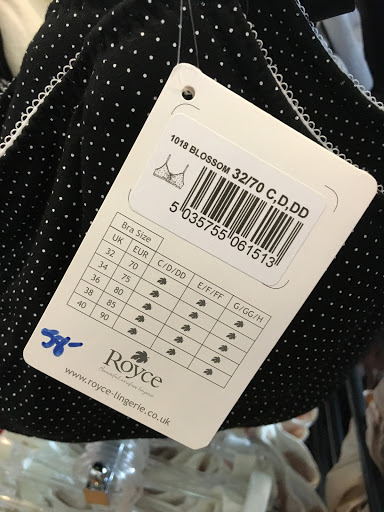 1018 BLOSSOM 32/70 C,D,DD
5 035755 061513
Bra Size
UK EUR C/D/DD E/F/FF G/GG/H
32 70
34 75
36 80
38 85
40 90
Royce
www.royce-lingerie.co.uk